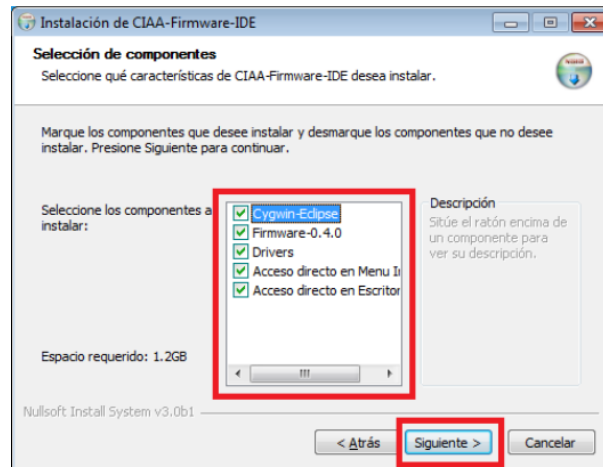 Instalación de CIAA-Firmware-IDE
Selección de componentes
Seleccione qué características de CIAA-Firmware-IDE desea instalar.
Marque los componentes que desee instalar y desmarque los componentes que no desee
instalar. Presione Siguiente para continuar.
Seleccione los componentes a
instalar:
Cygwin-Eclipse
Firmware-0.4.0
Drivers
Acceso directo en Menu
Acceso directo en Escritor
Descripción
Sitúe el ratón encima de
un componente para
ver su descripción.
Espacio requerido: 1.2GB
Nullsoft Install System v3.0b1
< Atrás
Siguiente >
Cancelar